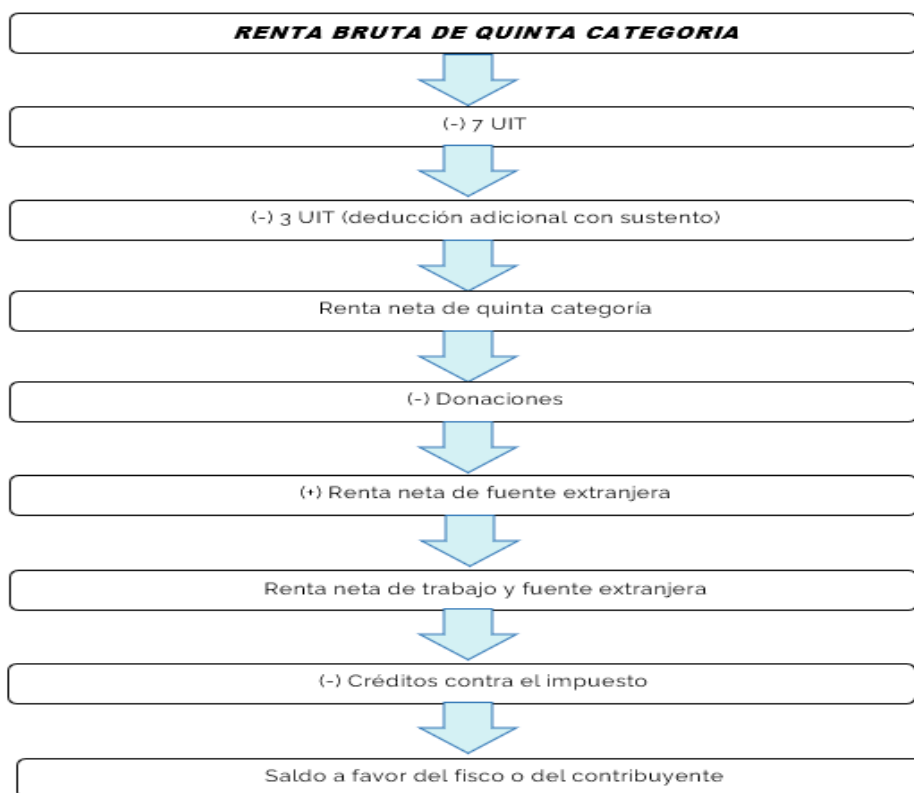 RENTA BRUTA DE QUINTA CATEGORIA
(-) 7 UIT
(-) 3 UIT (deducción adicional con sustento)
Renta neta de quinta categoría
(-) Donaciones
(+) Renta neta de fuente extranjera
Renta neta de trabajo y fuente extranjera
(-) Créditos contra el impuesto
Saldo a favor del fisco o del contribuyente